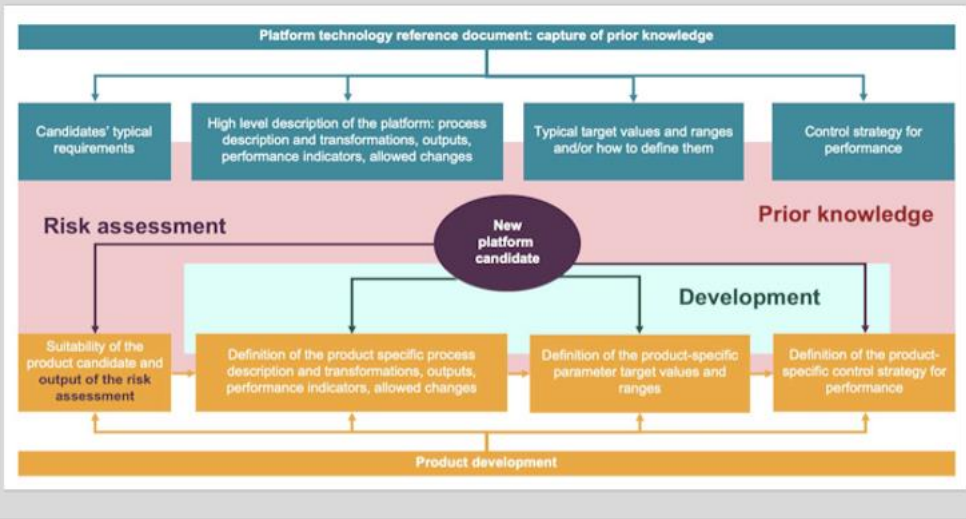 Platform technology reference document: capture of prior knowledge
Candidates' typical
requirements
High level description of the platform: process
description and transformations, outputs,
performance indicators, allowed changes
Typical target values and ranges
and/or how to define them
Control strategy for
performance
Risk assessment
New
platform
candidate
Prior knowledge
Development
Suitability of the
product candidate and
output of the risk
assessment
Definition of the product specific process
description and transformations, outputs,
performance indicators, allowed changes
Definition of the product-specific
parameter target values and
ranges
Definition of the product-
specific control strategy for
performance
Product development